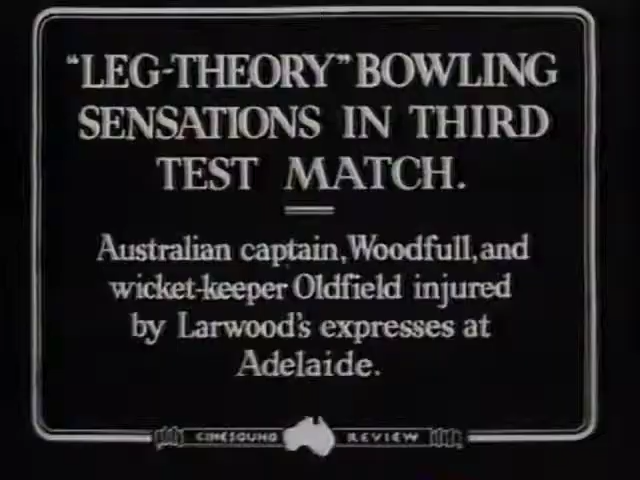 "LEG-THEORY" BOWLING
SENSATIONS IN THIRD
TEST MATCH.
Australian captain, Woodfull, and
wicket-keeper Oldfield injured
by Larwood's expresses at
Adelaide.
CINESOUND REVIEW